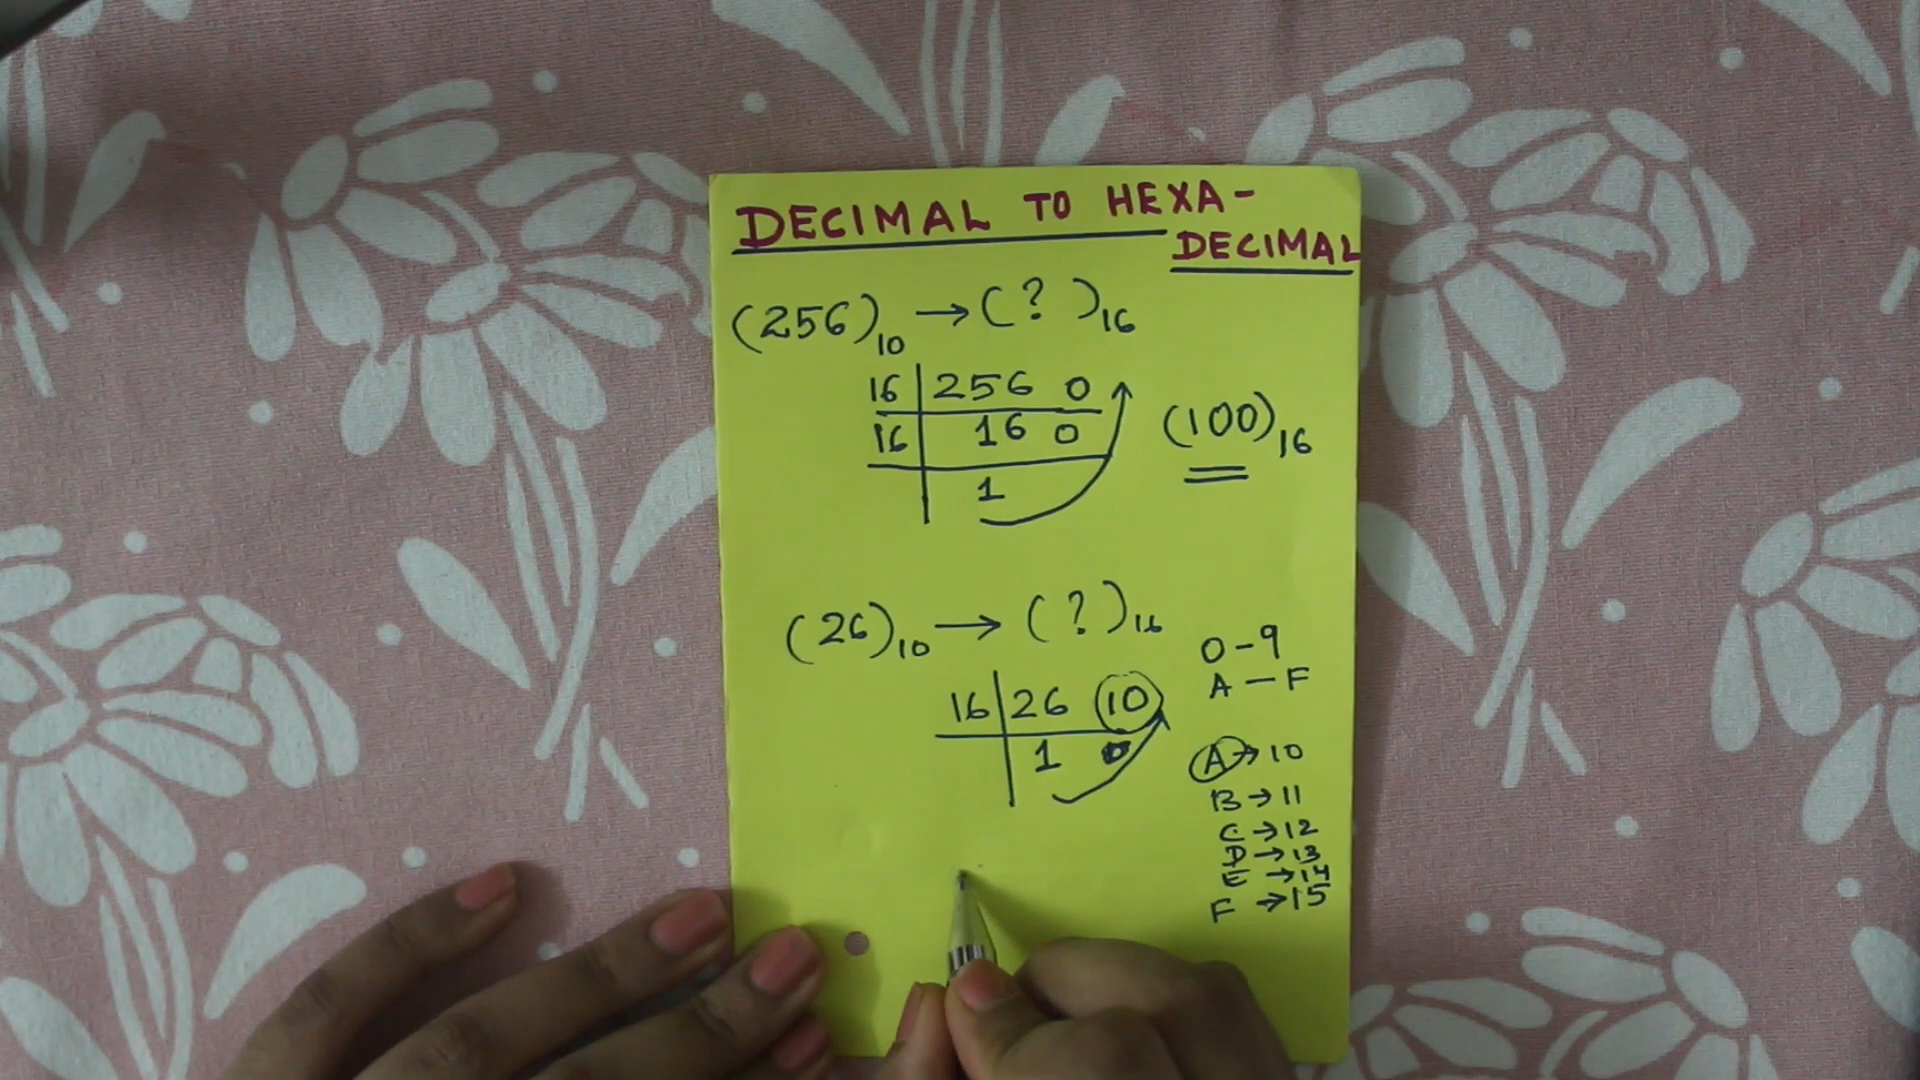 DECIMAL TO HEXA-
DECIMAL
(256)10 → (?)16
16 256 0
16 16 0
1
(100)16
(26)10 → (?)16
16 26 10
1
0-9
A-F
A → 10
B → 11
C → 12
D → 13
E → 14
F → 15